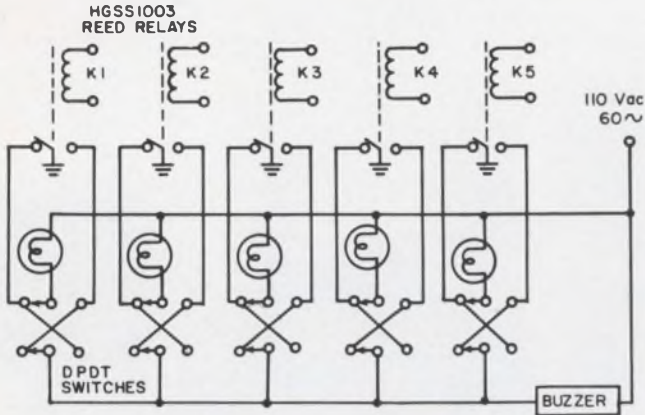 HGSS1003
REED RELAYS
K1
K2
K3
K4
K5
110 Vac
60~
DPDT
SWITCHES
BUZZER